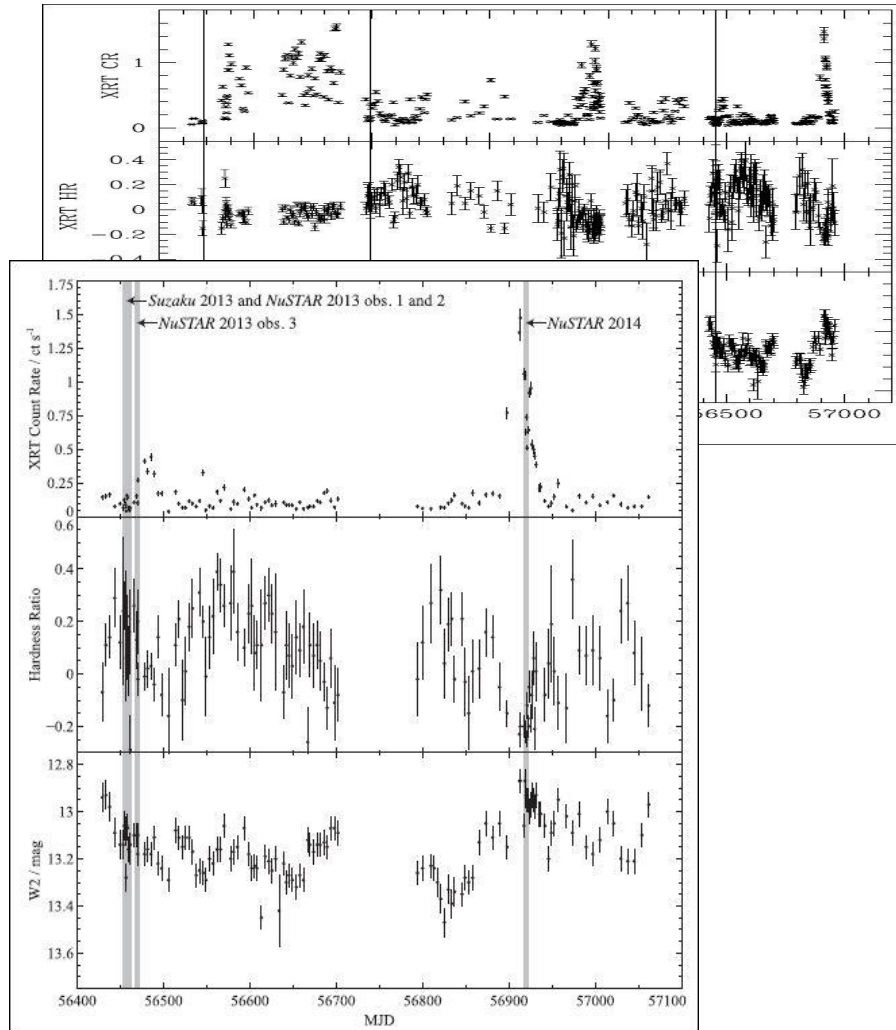 XRT CR
1
0
XRT HR
0.4
0.2
0
−0.2
−0.4
56500 57000
XRT Count Rate / ct s⁻¹
1.75
1.5
1.25
1
0.75
0.5
0.25
0
Suzaku 2013 and NuSTAR 2013 obs. 1 and 2
NuSTAR 2013 obs. 3
NuSTAR 2014
Hardness Ratio
0.6
0.4
0.2
0
−0.2
W2 / mag
12.8
13
13.2
13.4
13.6
56400 56500 56600 56700 56800 56900 57000 57100
MJD